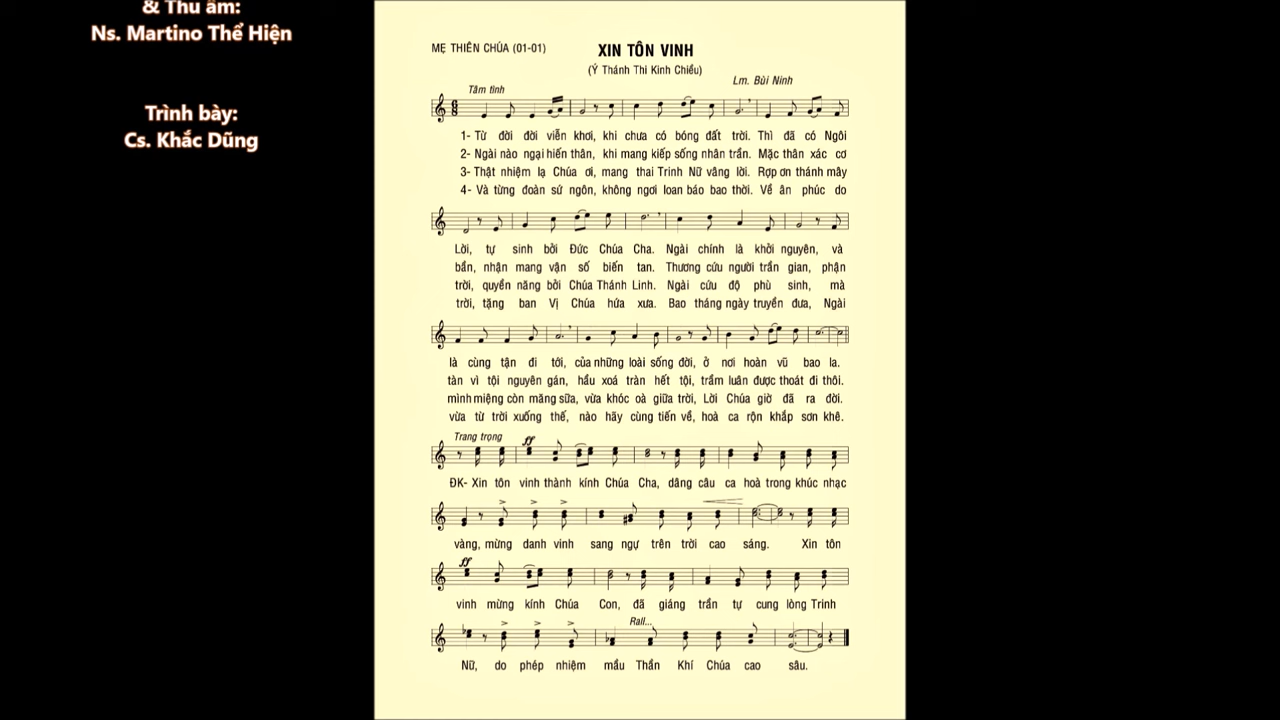 & Thu âm:
Ns. Martino Thể Hiện
Trình bày:
Cs. Khắc Dũng
MẸ THIÊN CHÚA (01-01)
XIN TÔN VINH
(Ý Thánh Thi Kinh Chiều)
Lm. Bùi Ninh
Tâm tình
1- Từ đời đời viễn khơi, khi chưa có bóng đất trời. Thì đã có Ngôi
2- Ngài nào ngại hiến thân, khi mang kiếp sống nhân trần. Mặc thân xác cơ
3- Thật nhiệm lạ Chúa ơi, mang thai Trinh Nữ vâng lời. Rợp ơn thánh mây
4- Và từng đoàn sứ ngôn, không ngơi loan báo bao thời. Về ân phúc do
Lời, tự sinh bởi Đức Chúa Cha. Ngài chính là khởi nguyên, và
bần, nhận mang vận số biến tan. Thương cứu người trần gian, phận
trời, quyền năng bởi Chúa Thánh Linh. Ngài cứu độ phù sinh, mà
trời, tặng ban Vị Chúa hứa xưa. Bao tháng ngày truyền đưa, Ngài
là cùng tận đi tới, của những loài sống đời, ở nơi hoàn vũ bao la.
tàn vì tội nguyên gán, hầu xoá tràn hết tội, trầm luân được thoát đi thôi.
mình miệng còn măng sữa, vừa khóc oà giữa trời, Lời Chúa giờ đã ra đời.
vừa từ trời xuống thế, nào hãy cùng tiến về, hoà ca rộn khắp sơn khê.
Trang trọng
ff
ĐK- Xin tôn vinh thành kính Chúa Cha, dâng câu ca hoà trong khúc nhạc
vàng, mừng danh vinh sang ngự trên trời cao sáng. Xin tôn
ff
vinh mừng kính Chúa Con, đã giáng trần tự cung lòng Trinh
Rall...
Nữ, do phép nhiệm mầu Thần Khí Chúa cao sâu.